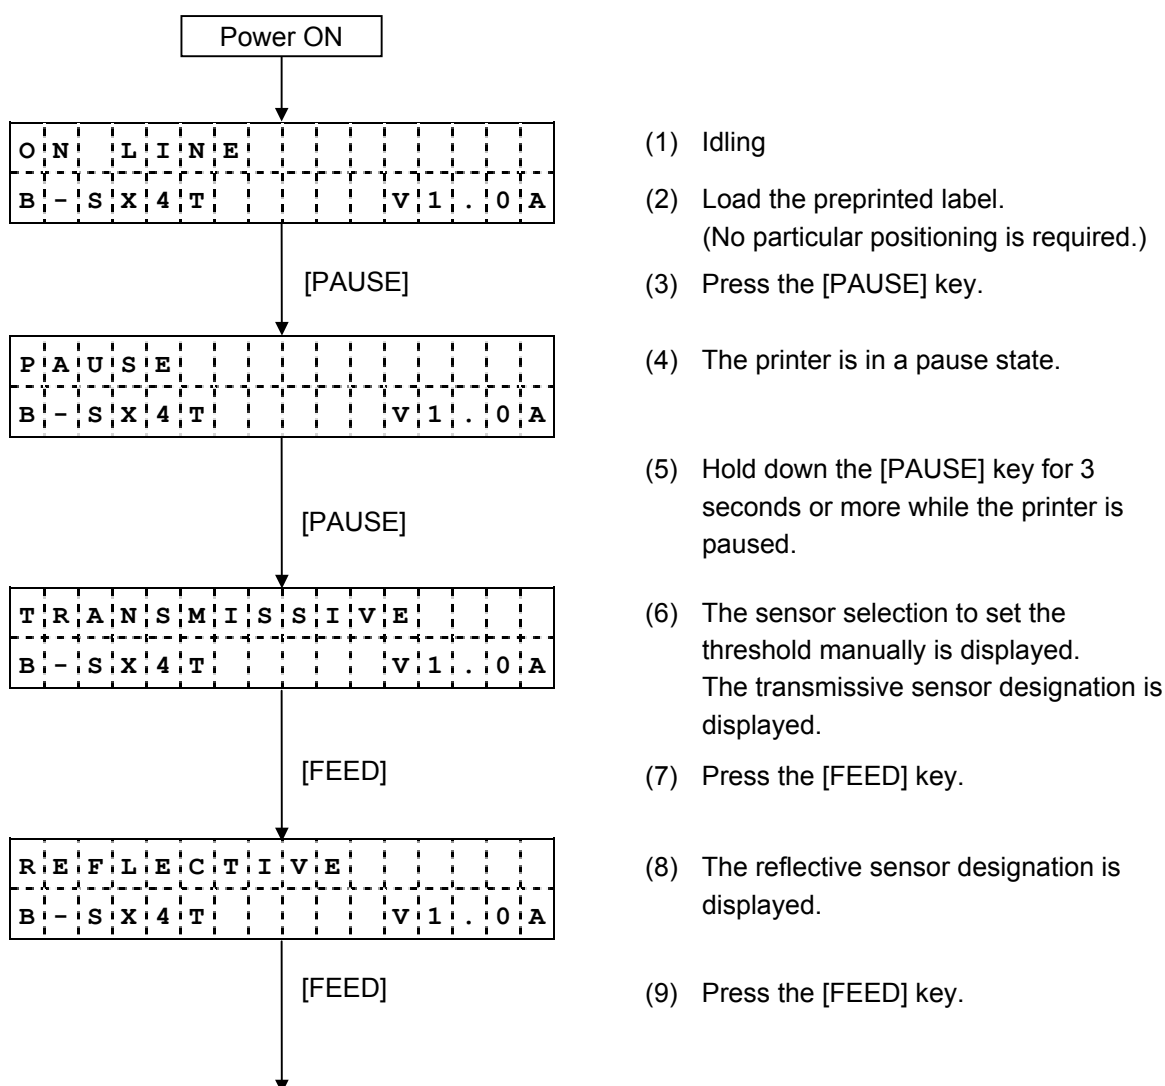 Power ON
ON LINE
B-SX4T V1.0A
(1) Idling
(2) Load the preprinted label.
(No particular positioning is required.)
[PAUSE]
(3) Press the [PAUSE] key.
PAUSE
B-SX4T V1.0A
(4) The printer is in a pause state.
[PAUSE]
(5) Hold down the [PAUSE] key for 3
seconds or more while the printer is
paused.
TRANSMISSIVE
B-SX4T V1.0A
(6) The sensor selection to set the
threshold manually is displayed.
The transmissive sensor designation is
displayed.
[FEED]
(7) Press the [FEED] key.
REFLECTIVE
B-SX4T V1.0A
(8) The reflective sensor designation is
displayed.
[FEED]
(9) Press the [FEED] key.